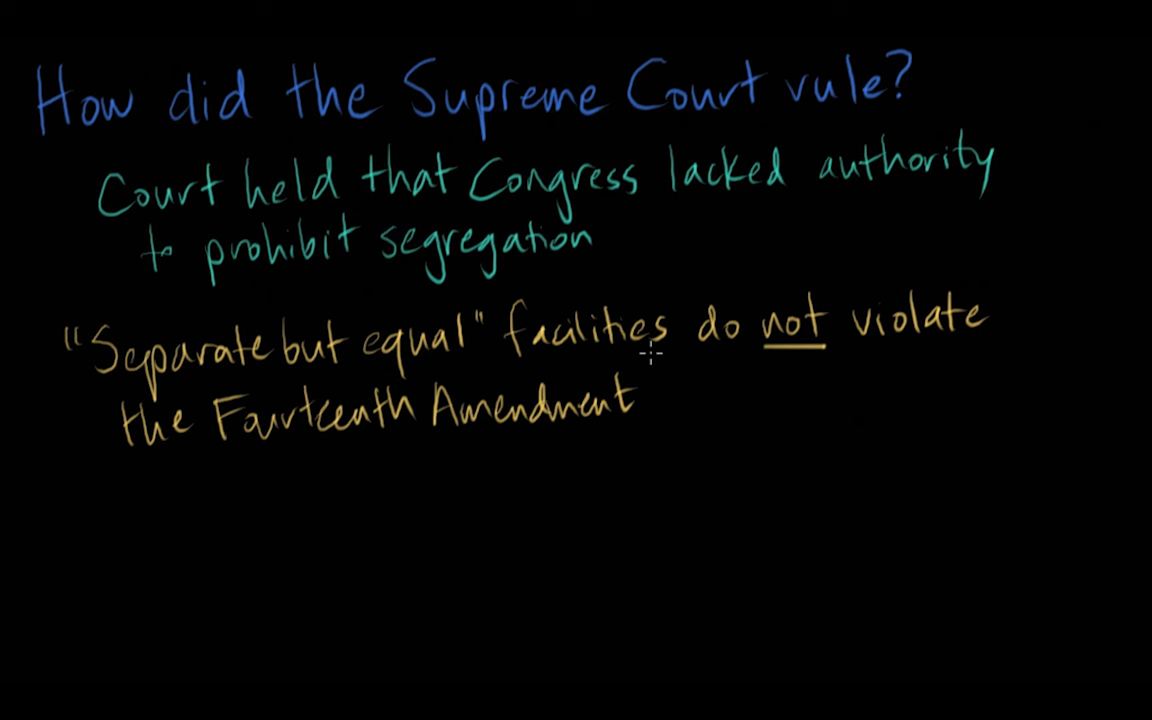 How did the Supreme Court rule?
Court held that Congress lacked authority
to prohibit segregation
"Separate but equal" facilities do not violate
the Fourteenth Amendment